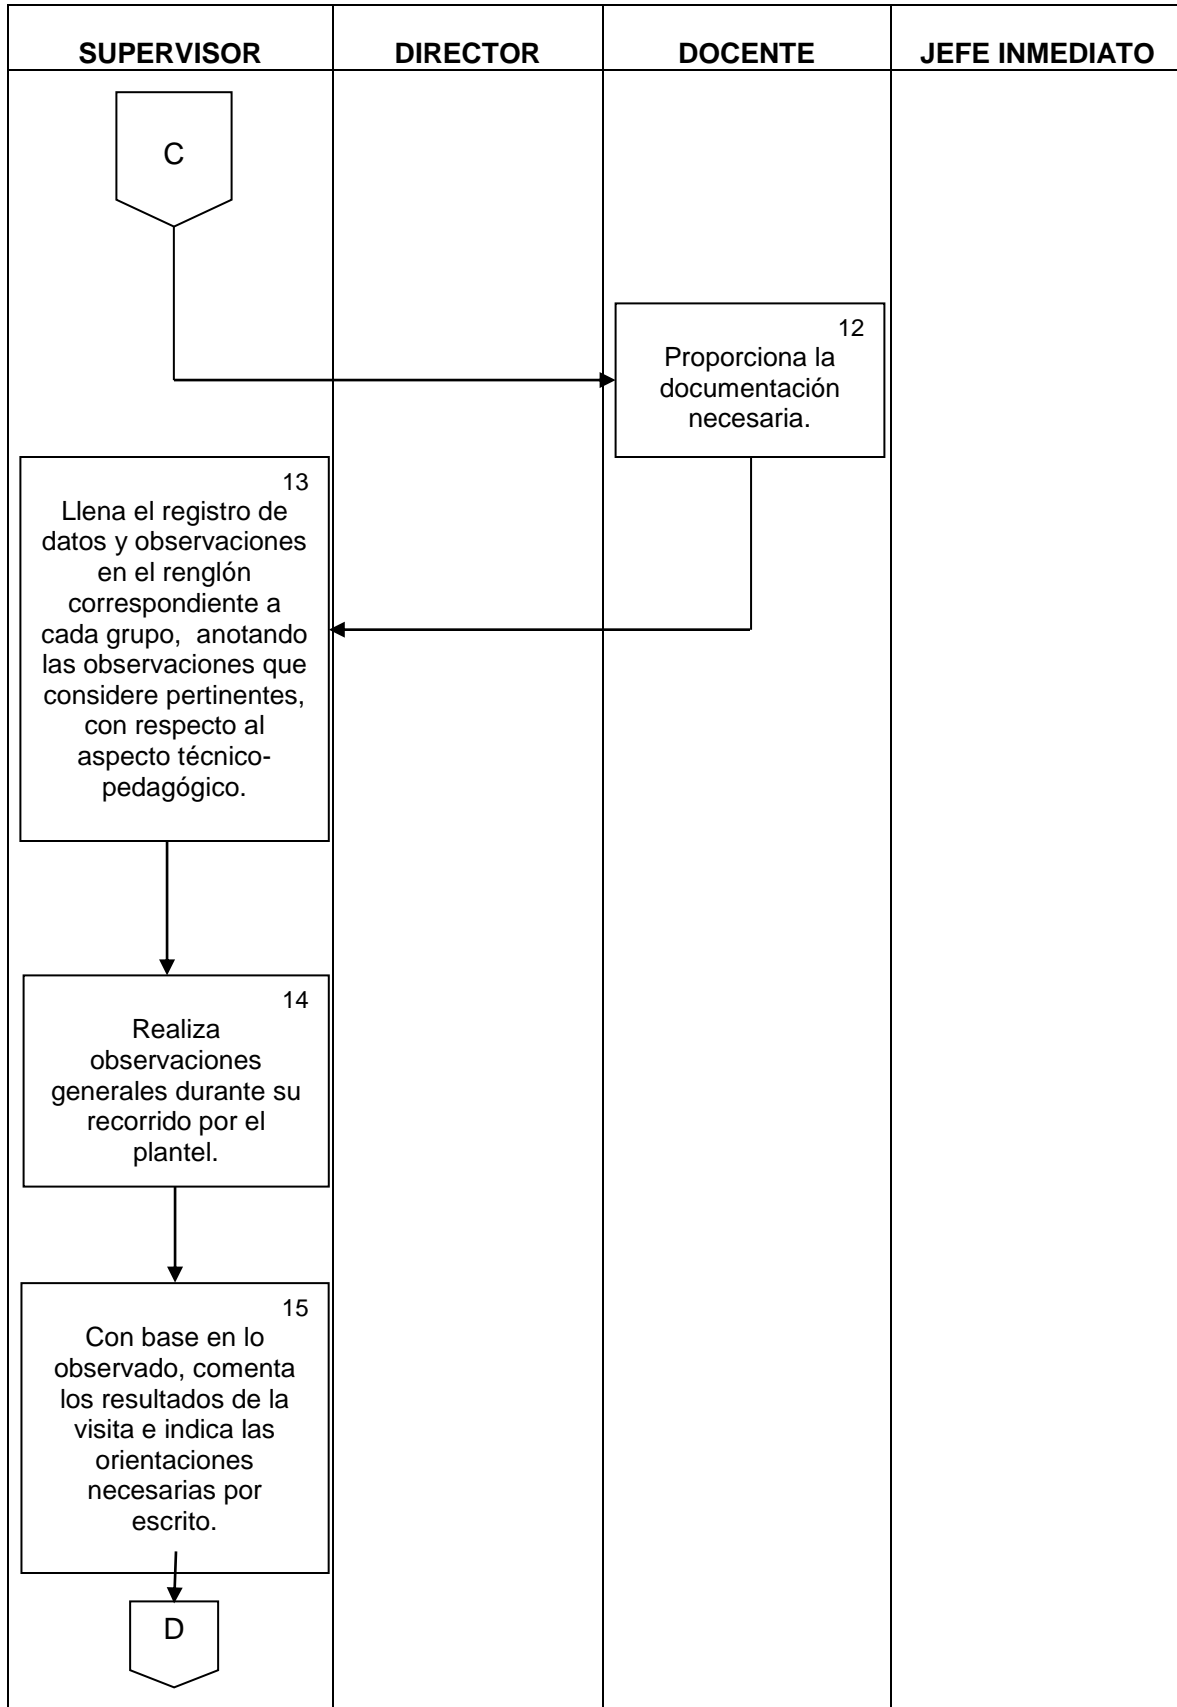 SUPERVISOR
DIRECTOR
DOCENTE
JEFE INMEDIATO
C
12
Proporciona la
documentación
necesaria.
13
Llena el registro de
datos y observaciones
en el renglón
correspondiente a
cada grupo,  anotando
las observaciones que
considere pertinentes,
con respecto al
aspecto técnico-
pedagógico.
14
Realiza
observaciones
generales durante su
recorrido por el
plantel.
15
Con base en lo
observado, comenta
los resultados de la
visita e indica las
orientaciones
necesarias por
escrito.
D